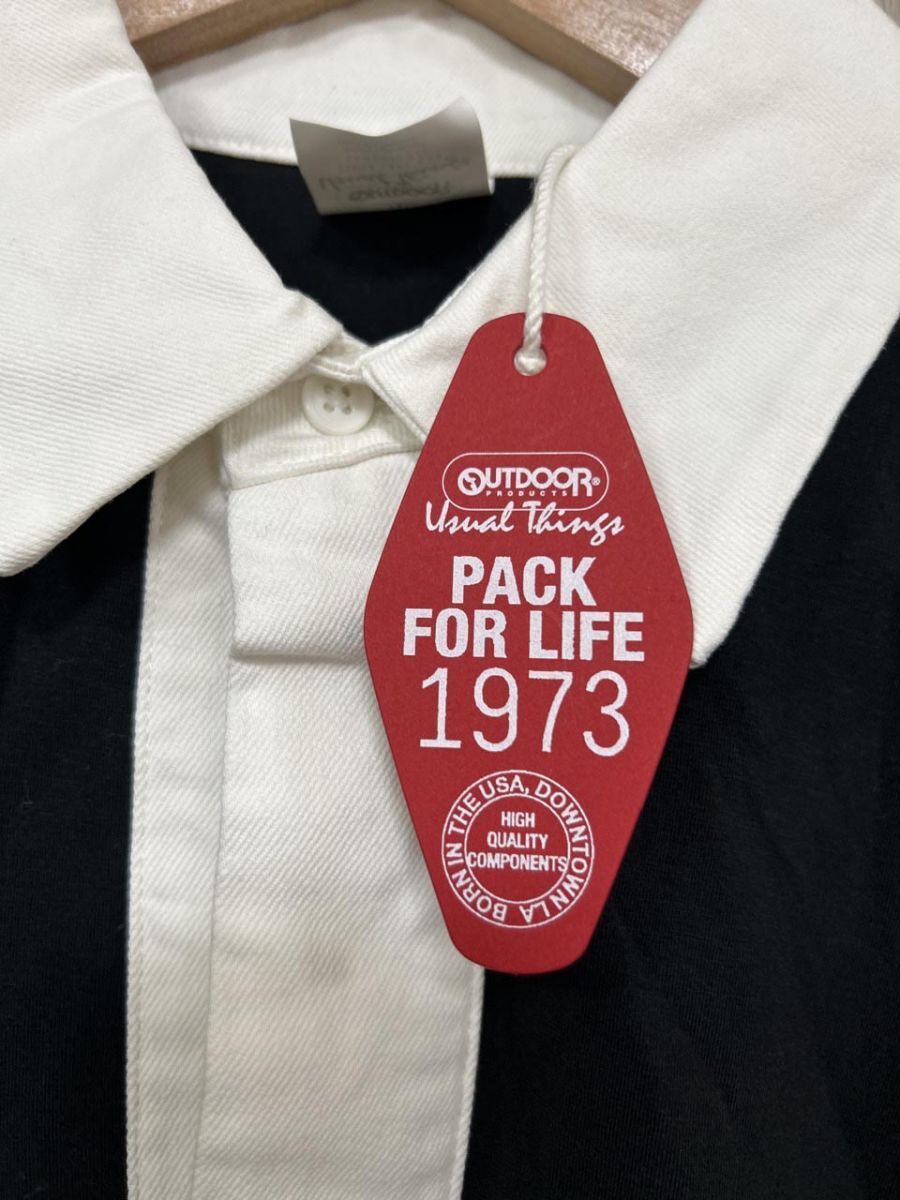 OUTDOOR®
PRODUCTS
Usual Things
PACK
FOR LIFE
1973
BORN IN THE USA, DOWNTOWN LA
HIGH
QUALITY
COMPONENTS